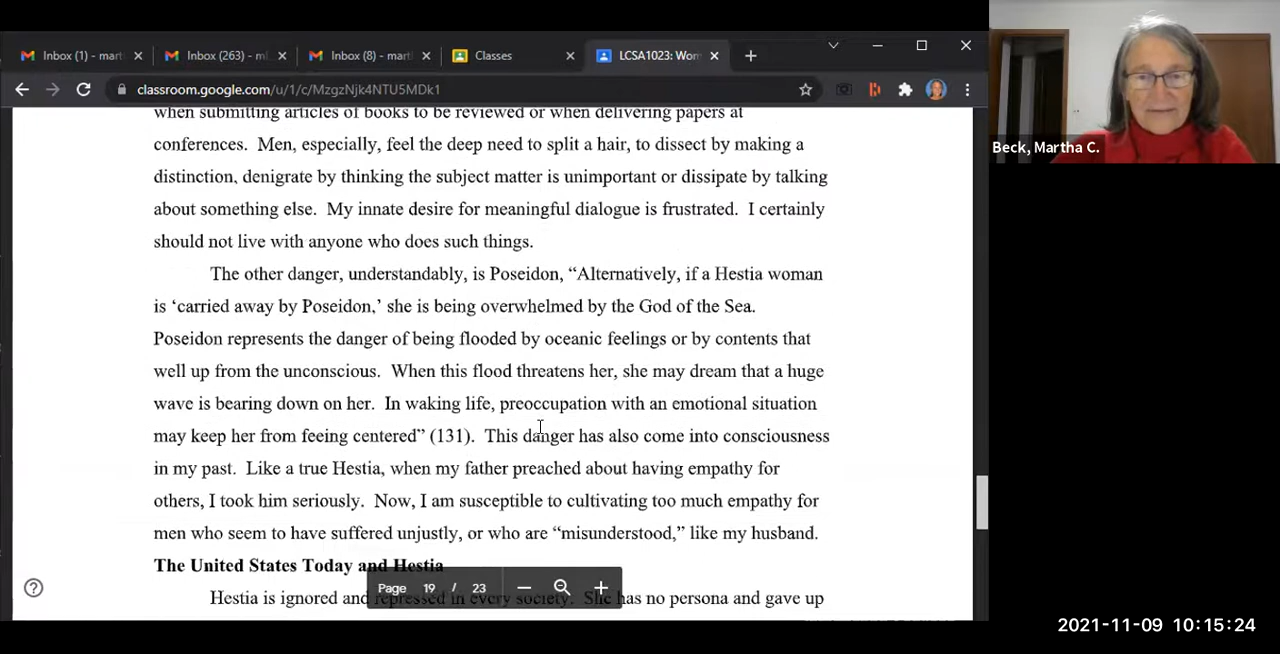 Inbox (1) - mart
Inbox (263) - m
Inbox (8) - marti
Classes
LCSA1023: Wom
classroom.google.com/u/1/c/MzgzNjk4NTU5MDk1
Beck, Martha C.
when submitting articles of books to be reviewed or when delivering papers at
conferences. Men, especially, feel the deep need to split a hair, to dissect by making a
distinction, denigrate by thinking the subject matter is unimportant or dissipate by talking
about something else. My innate desire for meaningful dialogue is frustrated. I certainly
should not live with anyone who does such things.
The other danger, understandably, is Poseidon, “Alternatively, if a Hestia woman
is ‘carried away by Poseidon,’ she is being overwhelmed by the God of the Sea.
Poseidon represents the danger of being flooded by oceanic feelings or by contents that
well up from the unconscious. When this flood threatens her, she may dream that a huge
wave is bearing down on her. In waking life, preoccupation with an emotional situation
may keep her from feeing centered” (131). This danger has also come into consciousness
in my past. Like a true Hestia, when my father preached about having empathy for
others, I took him seriously. Now, I am susceptible to cultivating too much empathy for
men who seem to have suffered unjustly, or who are “misunderstood,” like my husband.
The United States Today and Hestia
Page 19 / 23
Hestia is ignored and repressed in every society. She has no persona and gave up
2021-11-09 10:15:24